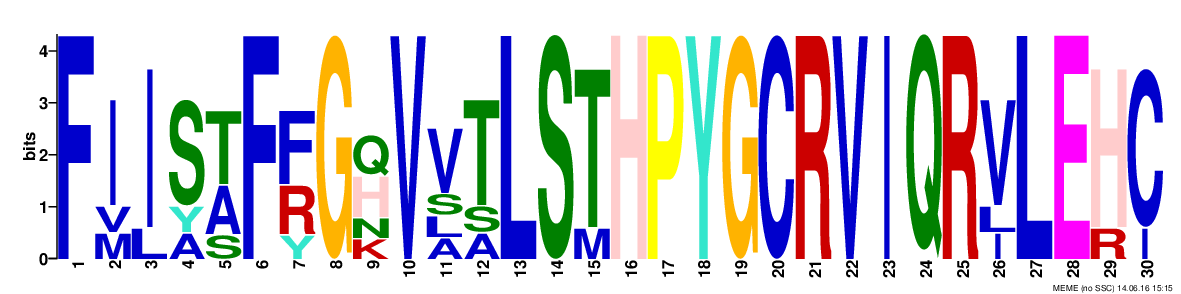 bits
4
3
2
1
0
F I I S T F F G Q V V T L S T H P Y G C R V I Q R V L E H C
V L Y A R H S S M L R I
M A S Y N L A I
K A
1 2 3 4 5 6 7 8 9 10 11 12 13 14 15 16 17 18 19 20 21 22 23 24 25 26 27 28 29 30
MEME (no SSC) 14.06.16 15:15